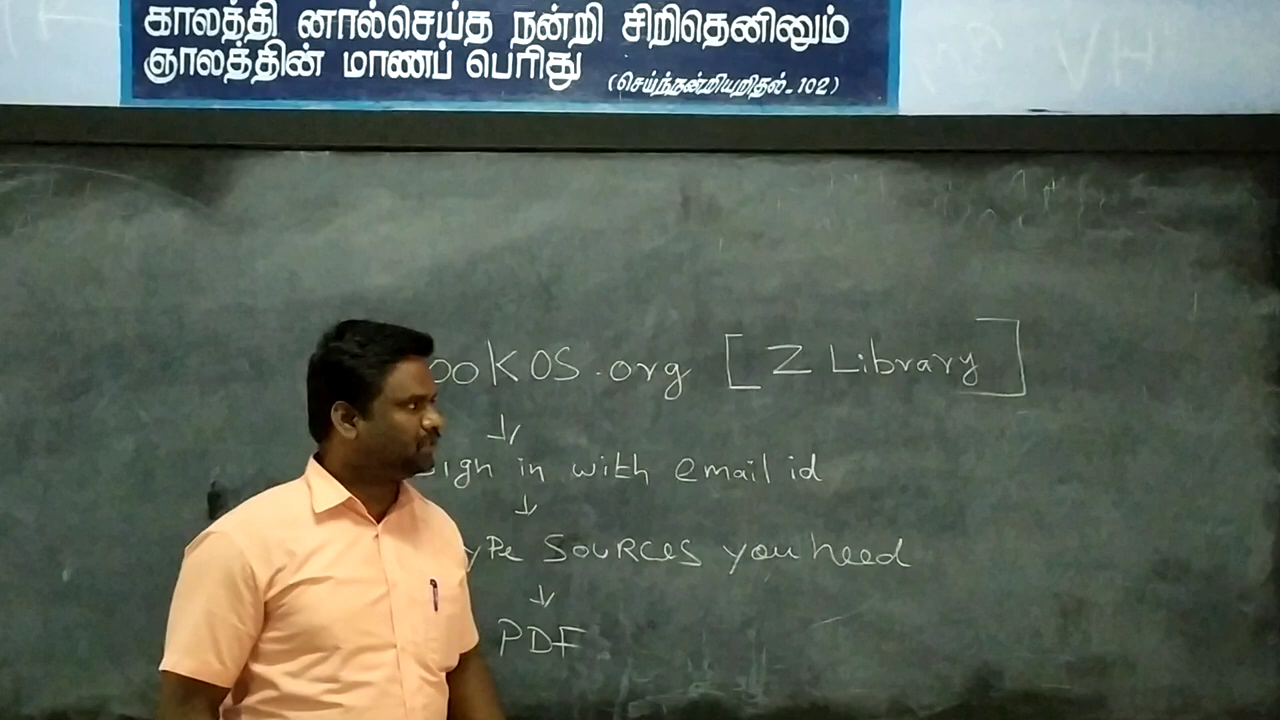 காலத்தி னால்செய்த நன்றி சிறிதெனினும்
ஞாலத்தின் மாணப் பெரிது
(செய்ந்நன்றியறிதல்-102)
ookos.org [Z Library]
↓
ign in with email id
↓
ype Sources you need
↓
PDF